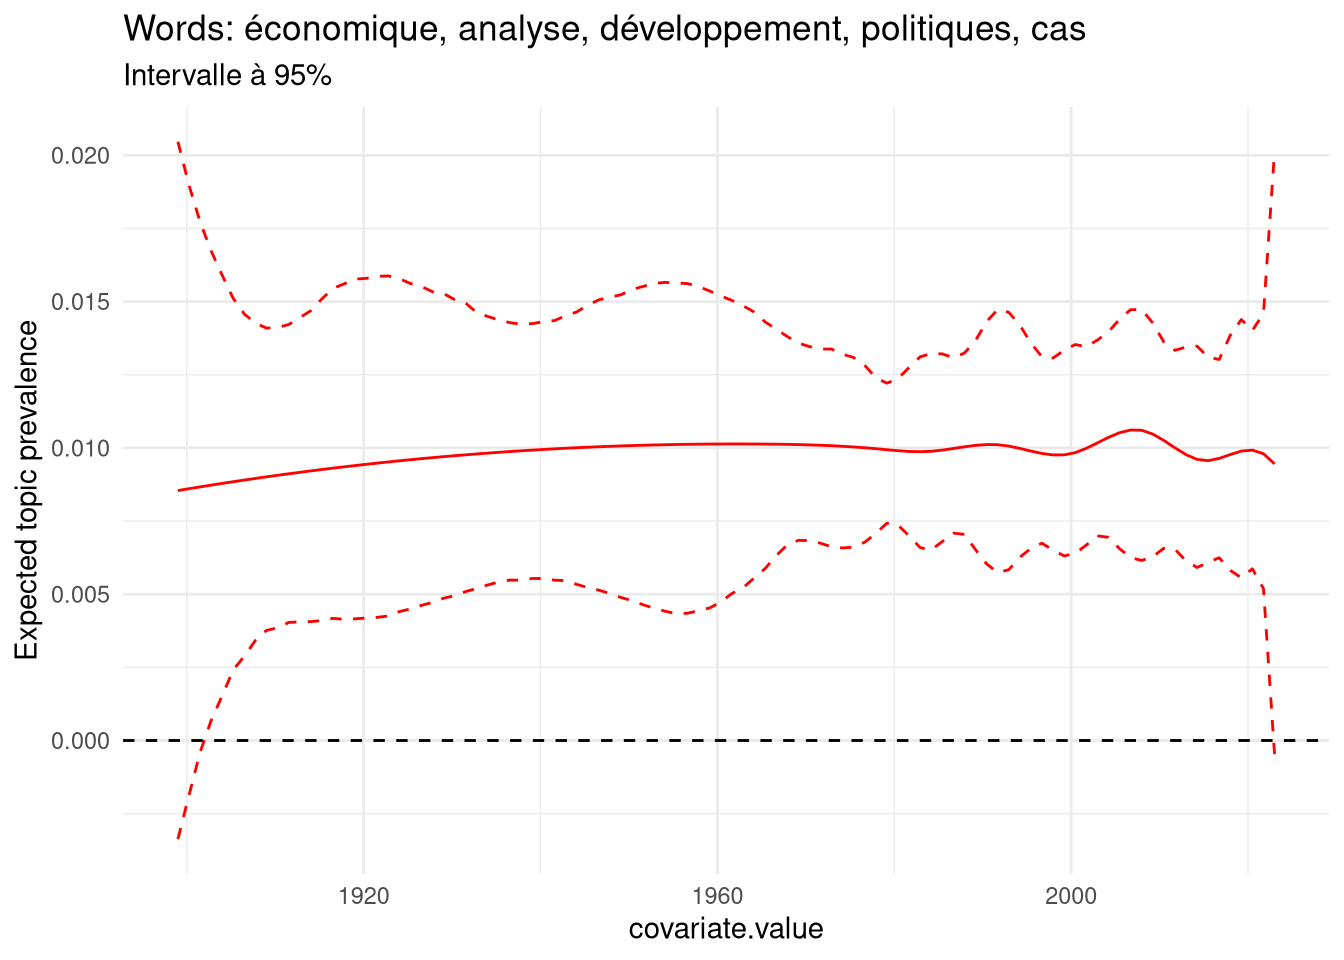 Words: économique, analyse, développement, politiques, cas
Intervalle à 95%
Expected topic prevalence
0.020
0.015
0.010
0.005
0.000
1920
1960
2000
covariate.value